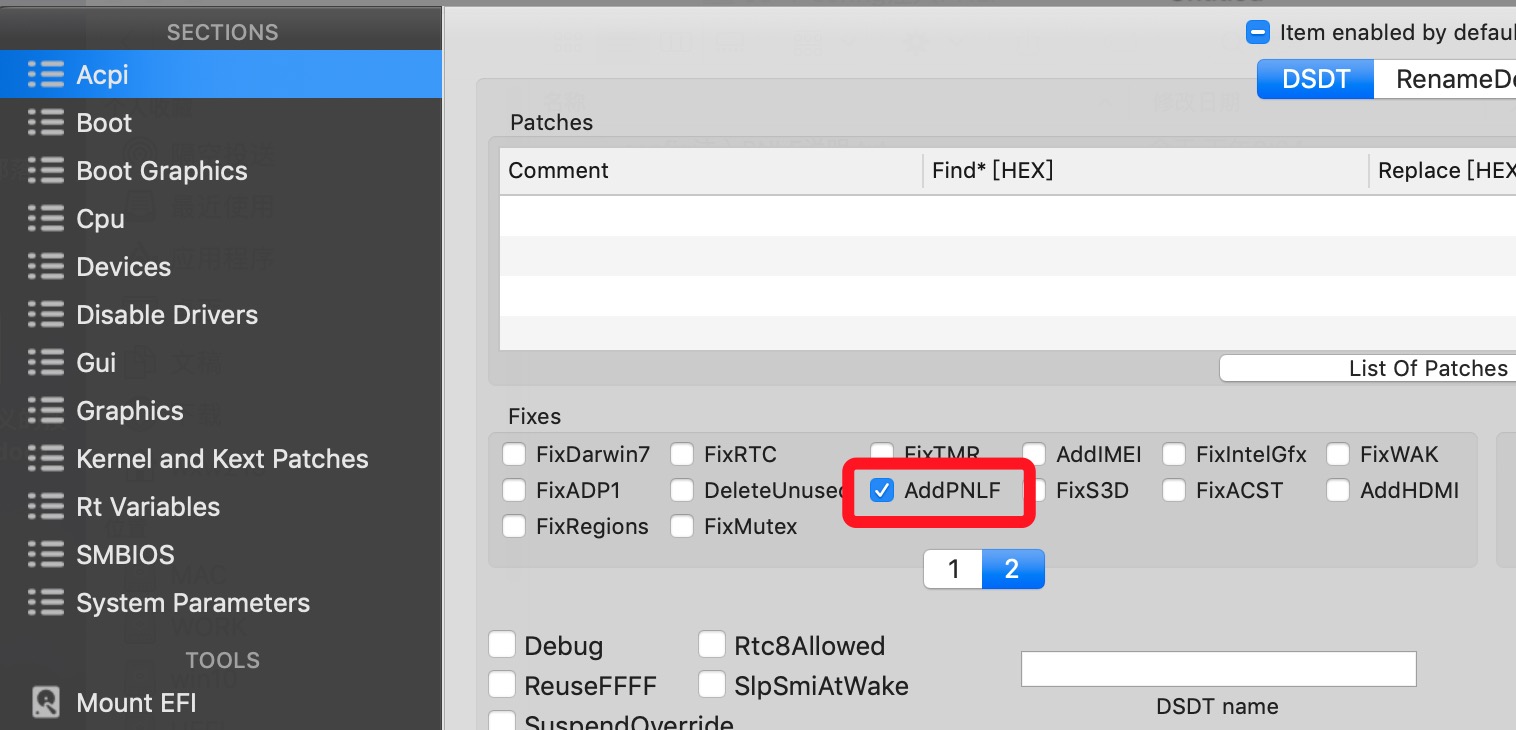 SECTIONS
Acpi
Boot
Boot Graphics
Cpu
Devices
Disable Drivers
Gui
Graphics
Kernel and Kext Patches
Rt Variables
SMBIOS
System Parameters
TOOLS
Mount EFI
Item enabled by defaul
DSDT RenameDe
Patches
Comment Find* [HEX] Replace [HEX
List Of Patches
Fixes
FixDarwin7 FixRTC FixTMR AddIMEI FixIntelGfx FixWAK
FixADP1 DeleteUnused AddPNLF FixS3D FixACST AddHDMI
FixRegions FixMutex
1 2
Debug Rtc8Allowed
ReuseFFFF SlpSmiAtWake
SuspendOverride
DSDT name